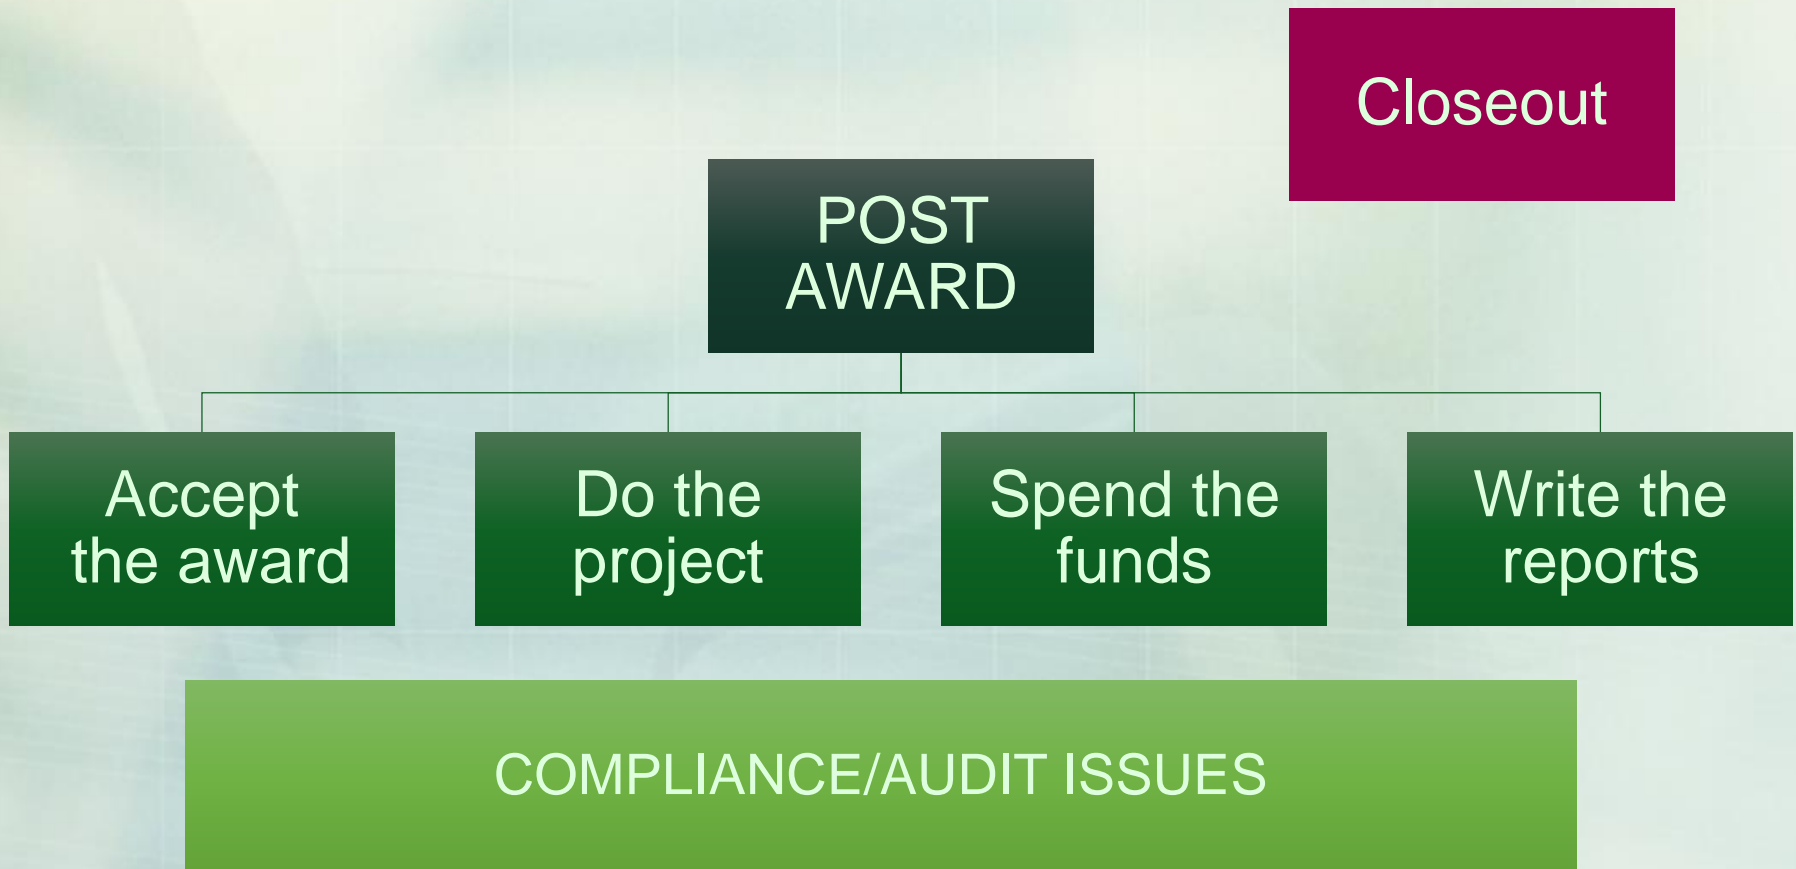 Closeout
POST
AWARD
Accept
the award
Do the
project
Spend the
funds
Write the
reports
COMPLIANCE/AUDIT ISSUES